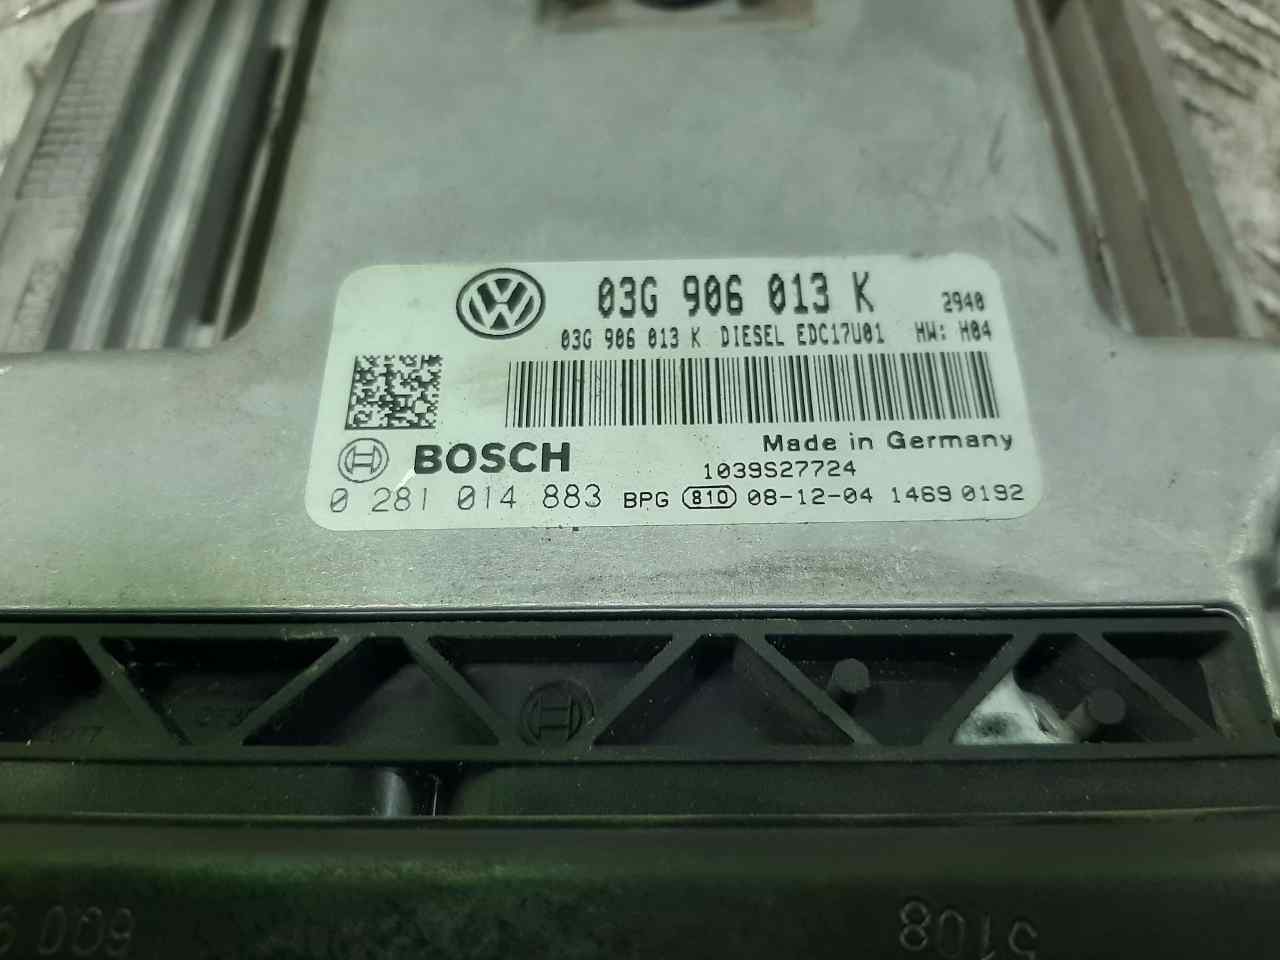 03G 906 013 K 2940
03G 906 013 K DIESEL EDC17U01 HW: H04
Made in Germany
BOSCH
1039S27724
0 281 014 883 BPG 810 08-12-04 1469 0192
5108